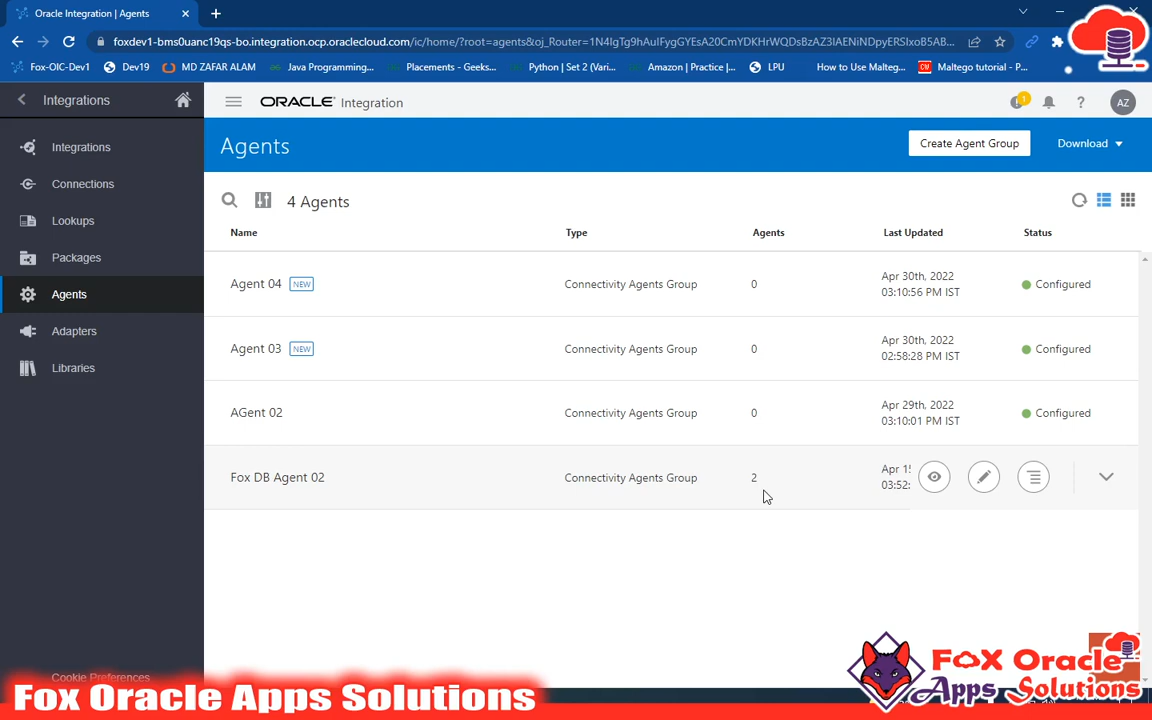 Oracle Integration | Agents
foxdev1-bms0uanc19qs-bo.integration.ocp.oraclecloud.com/ic/home/?root=agents&oj_Router=1N4IgTg9hAuIFygGYEsA20CmYDKHrWQDsBzAZ3IAENiNDpyERSIxoB5AB...
Fox-OIC-Dev1 Dev19 MD ZAFAR ALAM Java Programming... Placements - Geeks... Python | Set 2 (Vari... Amazon | Practice |... LPU How to Use Malteg... Maltego tutorial - P...
Integrations
ORACLE Integration
1
?
AZ
Integrations
Connections
Lookups
Packages
Agents
Adapters
Libraries
Cookie Preferences
Agents
Create Agent Group
Download
4 Agents
Name Type Agents Last Updated Status
Agent 04 NEW Connectivity Agents Group 0 Apr 30th, 2022 Configured
03:10:56 PM IST
Agent 03 NEW Connectivity Agents Group 0 Apr 30th, 2022 Configured
02:58:28 PM IST
AGent 02 Connectivity Agents Group 0 Apr 29th, 2022 Configured
03:10:01 PM IST
Fox DB Agent 02 Connectivity Agents Group 2 Apr 15
03:52:
Fox Oracle Apps Solutions
FOX Oracle
Apps Solutions